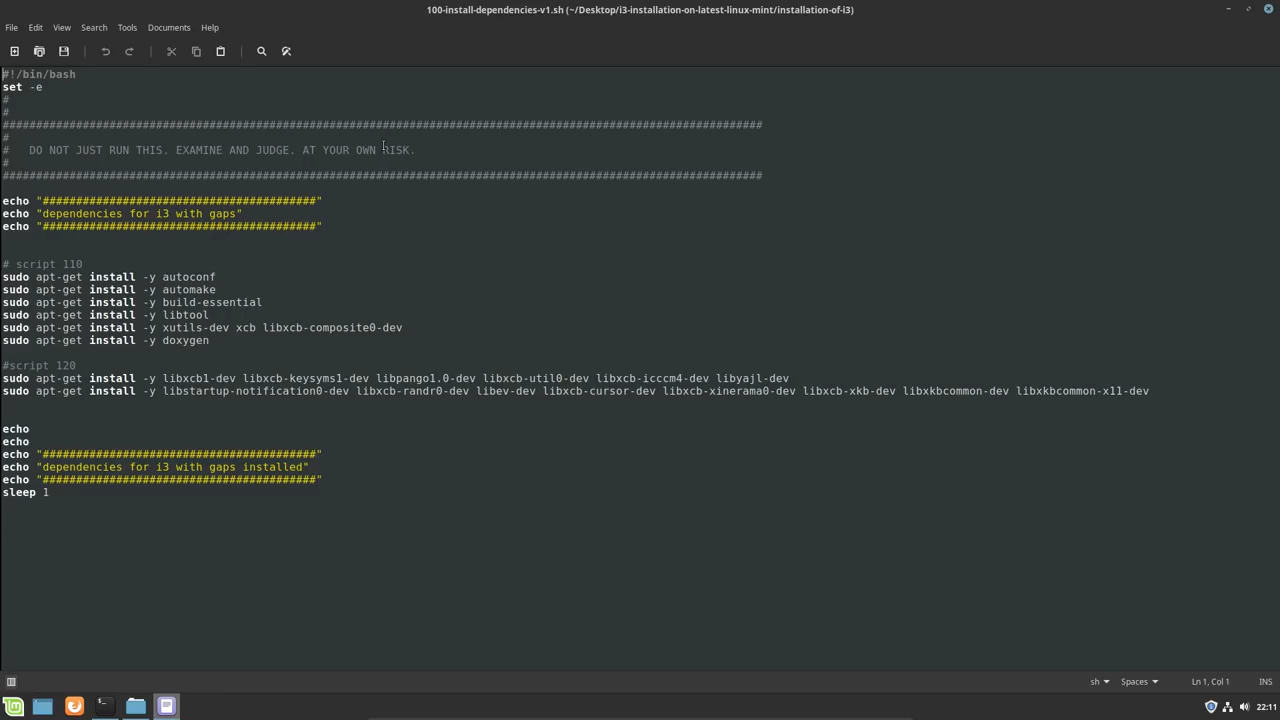 100-install-dependencies-v1.sh (~/Desktop/i3-installation-on-latest-linux-mint/installation-of-i3)
File Edit View Search Tools Documents Help
#!/bin/bash
set -e
#
#
##################################################################################################################
#
#   DO NOT JUST RUN THIS. EXAMINE AND JUDGE. AT YOUR OWN RISK.
#
##################################################################################################################
echo "#########################################"
echo "dependencies for i3 with gaps"
echo "#########################################"
# script 110
sudo apt-get install -y autoconf
sudo apt-get install -y automake
sudo apt-get install -y build-essential
sudo apt-get install -y libtool
sudo apt-get install -y xutils-dev xcb libxcb-composite0-dev
sudo apt-get install -y doxygen
#script 120
sudo apt-get install -y libxcb1-dev libxcb-keysyms1-dev libpango1.0-dev libxcb-util0-dev libxcb-icccm4-dev libyajl-dev
sudo apt-get install -y libstartup-notification0-dev libxcb-randr0-dev libev-dev libxcb-cursor-dev libxcb-xinerama0-dev libxcb-xkb-dev libxkbcommon-dev libxkbcommon-x11-dev
echo
echo
echo "#########################################"
echo "dependencies for i3 with gaps installed"
echo "#########################################"
sleep 1
sh Spaces Ln 1, Col 1 INS
22:11